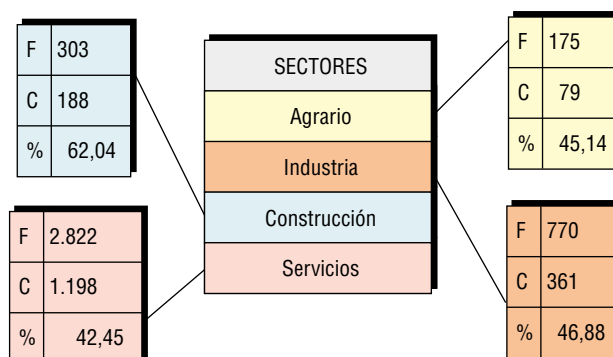 F 303
C 188
% 62,04
SECTORES
Agrario
Industria
Construcción
Servicios
F 175
C 79
% 45,14
F 2.822
C 1.198
% 42,45
F 770
C 361
% 46,88